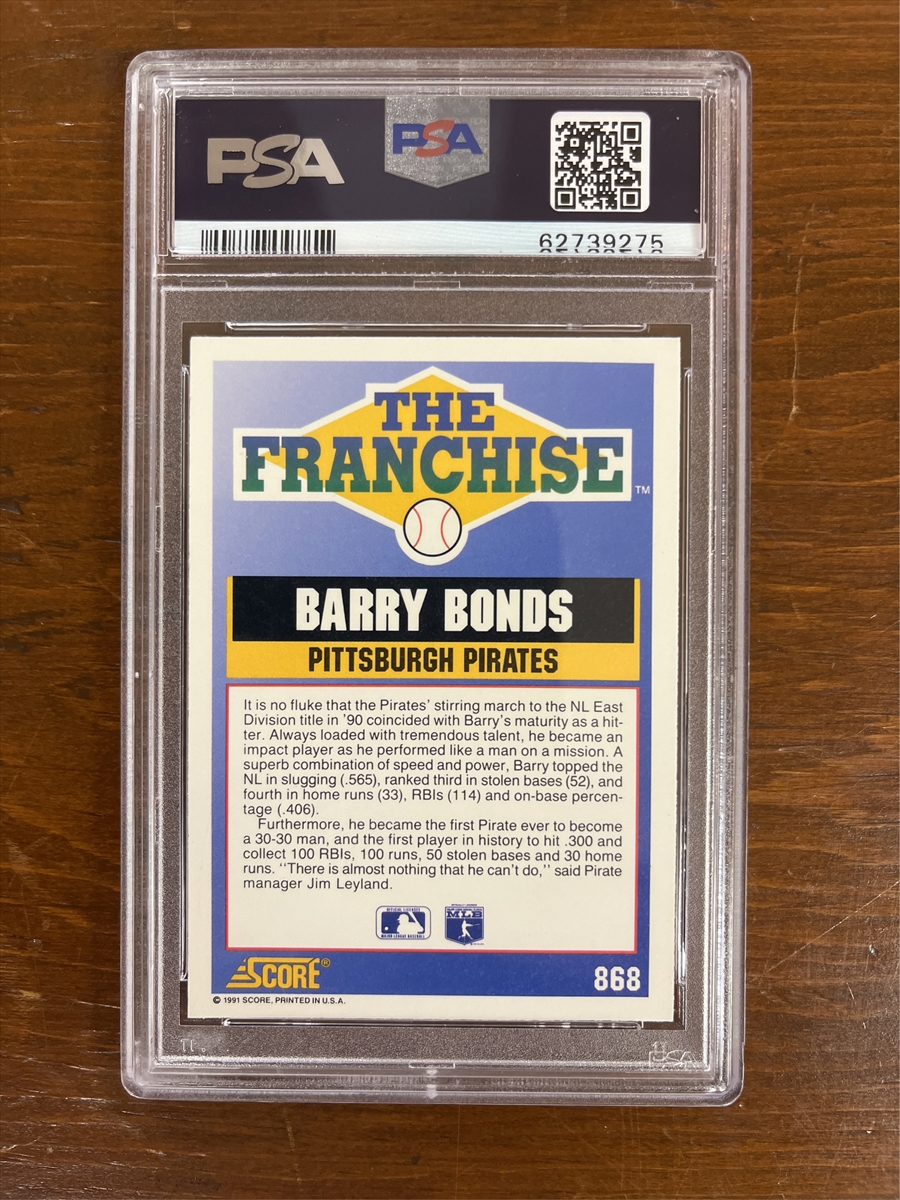 PSA
PSA
62739275
THE
FRANCHISE
TM
BARRY BONDS
PITTSBURGH PIRATES
It is no fluke that the Pirates' stirring march to the NL East
Division title in '90 coincided with Barry's maturity as a hit-
ter. Always loaded with tremendous talent, he became an
impact player as he performed like a man on a mission. A
superb combination of speed and power, Barry topped the
NL in slugging (.565), ranked third in stolen bases (52), and
fourth in home runs (33), RBIs (114) and on-base percen-
tage (.406).
Furthermore, he became the first Pirate ever to become
a 30-30 man, and the first player in history to hit .300 and
collect 100 RBIs, 100 runs, 50 stolen bases and 30 home
runs. ''There is almost nothing that he can't do,'' said Pirate
manager Jim Leyland.
OFFICIAL LICENSEE
MAJOR LEAGUE BASEBALL
MLB
SCORE®
868
© 1991 SCORE, PRINTED IN U.S.A.
PSA